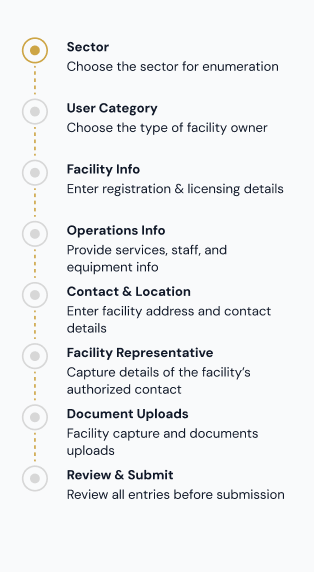 Sector
Choose the sector for enumeration
User Category
Choose the type of facility owner
Facility Info
Enter registration & licensing details
Operations Info
Provide services, staff, and
equipment info
Contact & Location
Enter facility address and contact
details
Facility Representative
Capture details of the facility’s
authorized contact
Document Uploads
Facility capture and documents
uploads
Review & Submit
Review all entries before submission